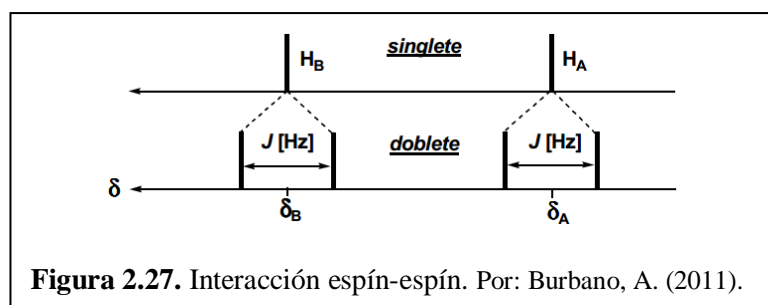 singlete
H_B H_A
J [Hz] doblete J [Hz]
δ
δ_B δ_A
Figura 2.27. Interacción espín-espín. Por: Burbano, A. (2011).